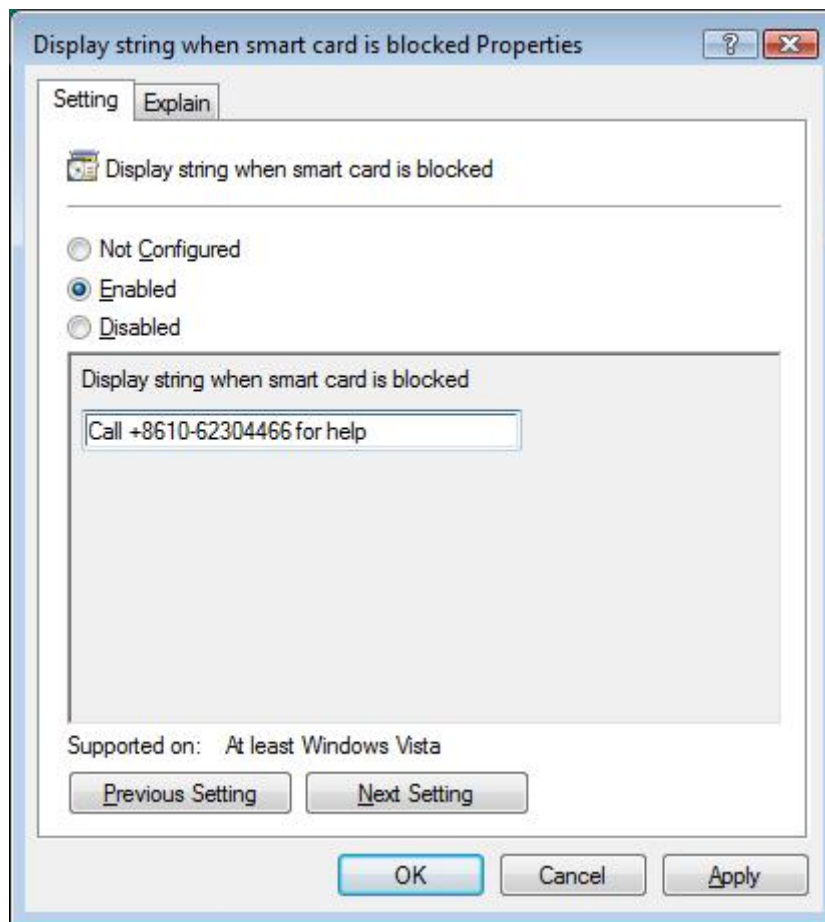 Display string when smart card is blocked Properties
Setting Explain
Display string when smart card is blocked
Not Configured
Enabled
Disabled
Display string when smart card is blocked
Call +8610-62304466 for help
Supported on: At least Windows Vista
Previous Setting Next Setting
OK Cancel Apply